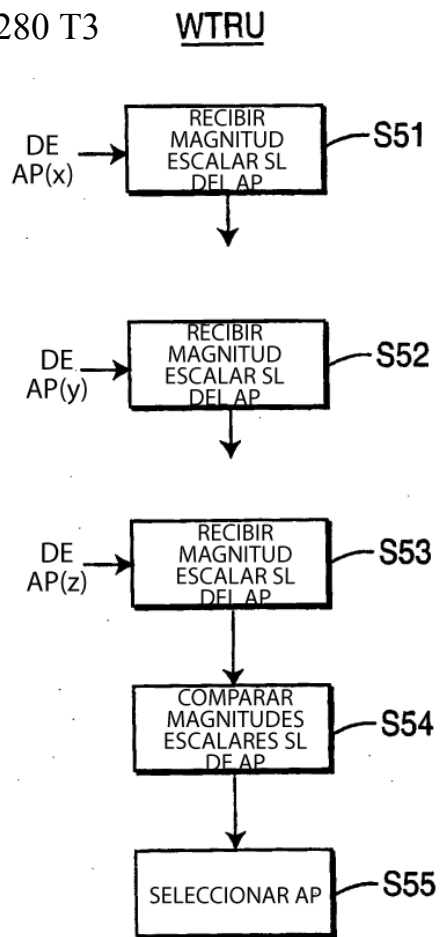 280 T3
WTRU
DE
AP(x)
RECIBIR
MAGNITUD
ESCALAR SL
DEL AP
S51
DE
AP(y)
RECIBIR
MAGNITUD
ESCALAR SL
DEL AP
S52
DE
AP(z)
RECIBIR
MAGNITUD
ESCALAR SL
DEL AP
S53
COMPARAR
MAGNITUDES
ESCALARES SL
DE AP
S54
SELECCIONAR AP
S55